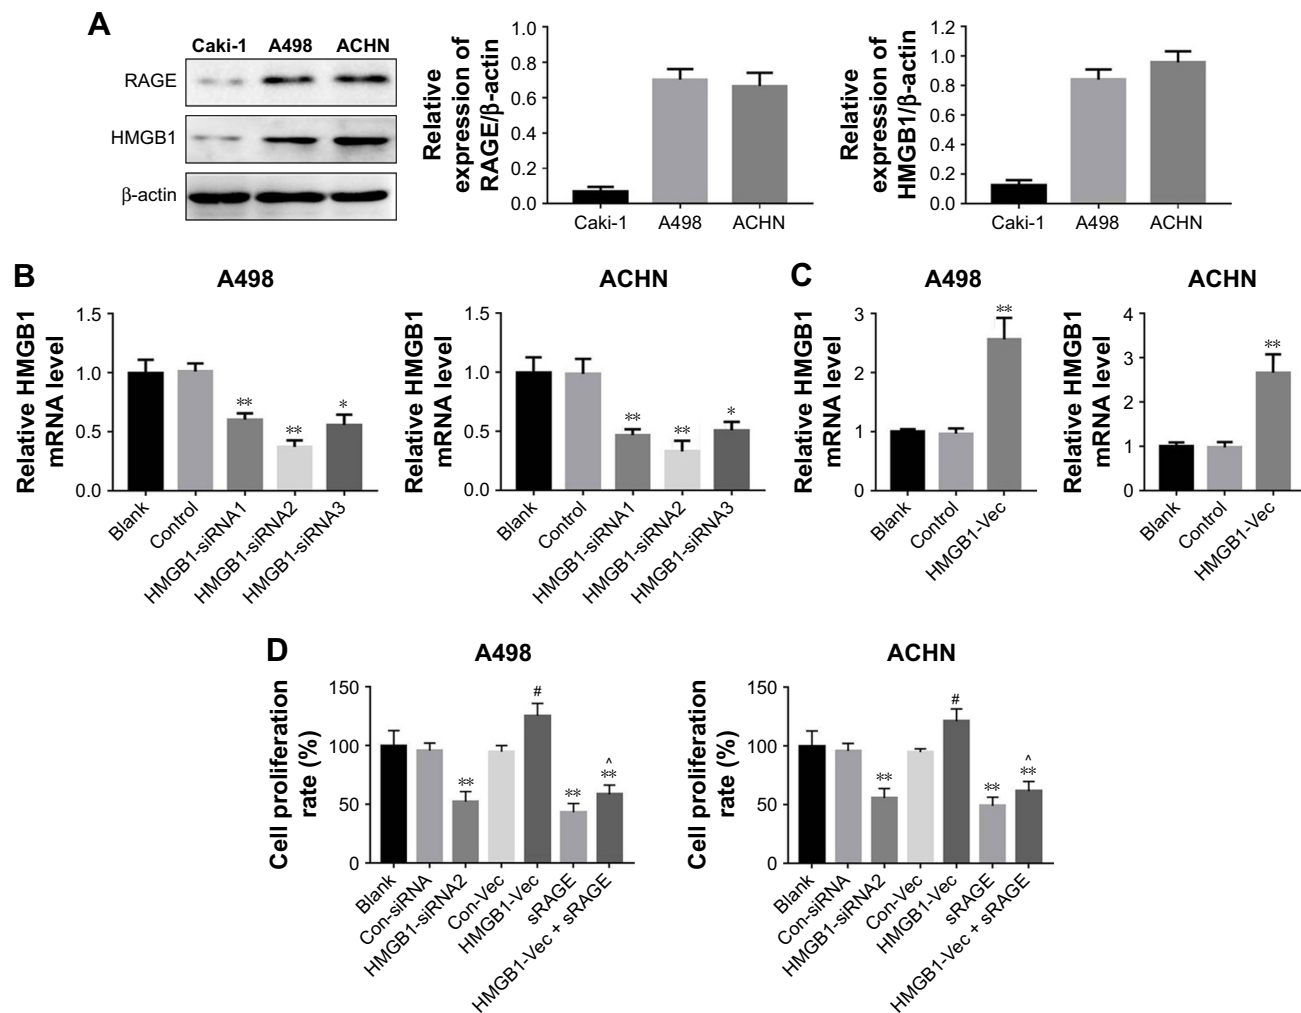 A
Caki-1 A498 ACHN
RAGE
HMGB1
β-actin
Relative
expression of
RAGE/β-actin
1.0
0.8
0.6
0.4
0.2
0.0
Caki-1 A498 ACHN
Relative
expression of
HMGB1/β-actin
1.2
1.0
0.8
0.6
0.4
0.2
0.0
Caki-1 A498 ACHN
B
A498
Relative HMGB1
mRNA level
1.5
1.0
0.5
0.0
** ** *
Blank
Control
HMGB1-siRNA1
HMGB1-siRNA2
HMGB1-siRNA3
ACHN
Relative HMGB1
mRNA level
1.5
1.0
0.5
0.0
** ** *
Blank
Control
HMGB1-siRNA1
HMGB1-siRNA2
HMGB1-siRNA3
C
A498
Relative HMGB1
mRNA level
3
2
1
0
**
Blank
Control
HMGB1-Vec
ACHN
Relative HMGB1
mRNA level
4
3
2
1
0
**
Blank
Control
HMGB1-Vec
D
A498
Cell proliferation
rate (%)
150
100
50
0
** # ** ^
**
Blank
Con-siRNA
HMGB1-siRNA2
Con-Vec
HMGB1-Vec
sRAGE
HMGB1-Vec + sRAGE
ACHN
Cell proliferation
rate (%)
150
100
50
0
** # ** ^
**
Blank
Con-siRNA
HMGB1-siRNA2
Con-Vec
HMGB1-Vec
sRAGE
HMGB1-Vec + sRAGE